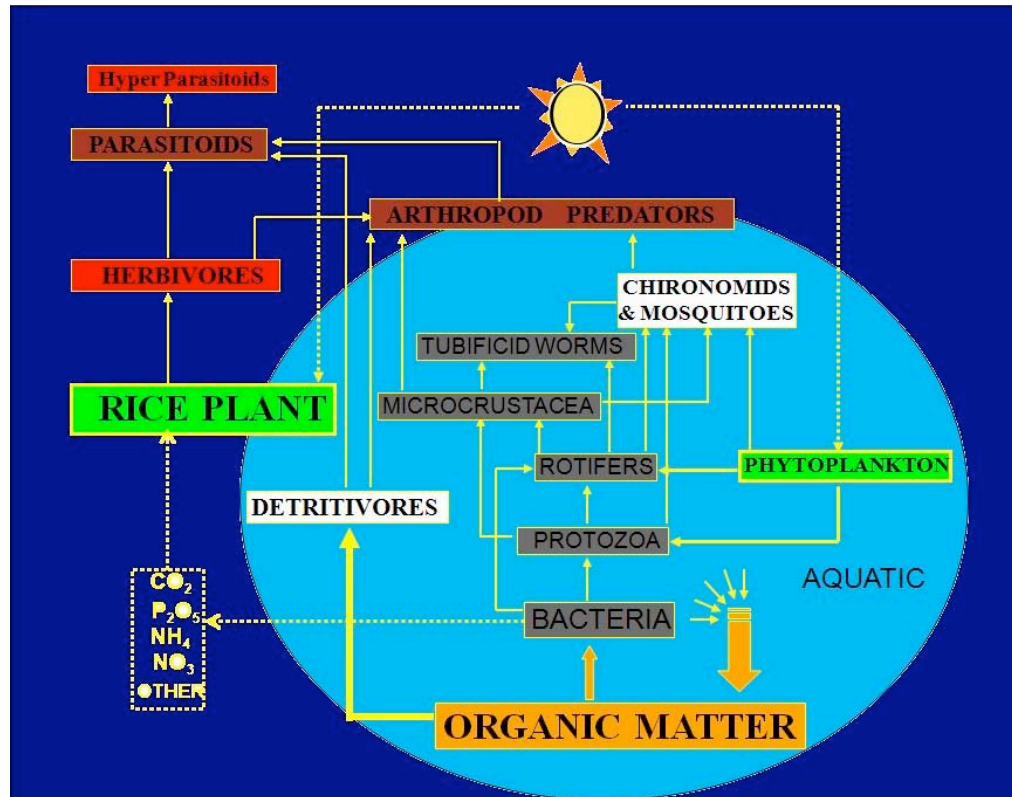 Hyper Parasitoids
PARASITOIDS
ARTHROPOD PREDATORS
HERBIVORES
CHIRONOMIDS
& MOSQUITOES
TUBIFICID WORMS
RICE PLANT
MICROCRUSTACEA
ROTIFERS
PHYTOPLANKTON
DETRITIVORES
PROTOZOA
AQUATIC
CO₂
P₂O₅
NH₄
NO₃
OTHER
BACTERIA
ORGANIC MATTER